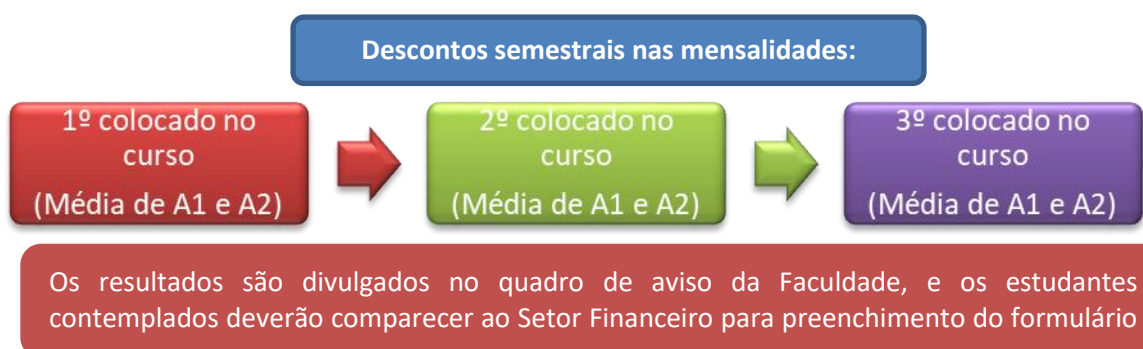 Descontos semestrais nas mensalidades:
1º colocado no
curso
(Média de A1 e A2)
2º colocado no
curso
(Média de A1 e A2)
3º colocado no
curso
(Média de A1 e A2)
Os resultados são divulgados no quadro de aviso da Faculdade, e os estudantes
contemplados deverão comparecer ao Setor Financeiro para preenchimento do formulário